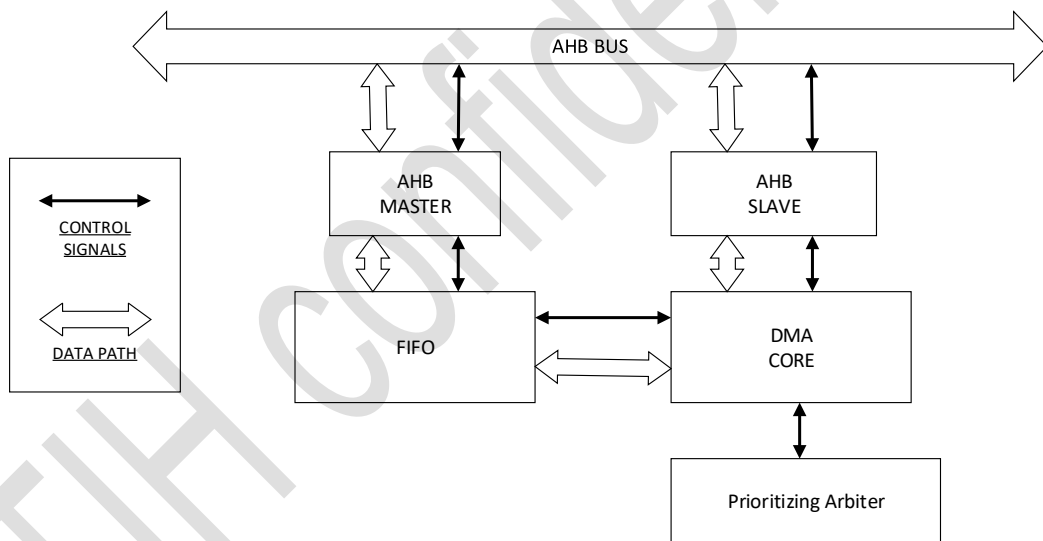 AHB BUS
AHB
MASTER
AHB
SLAVE
CONTROL
SIGNALS
DATA PATH
FIFO
DMA
CORE
Prioritizing Arbiter